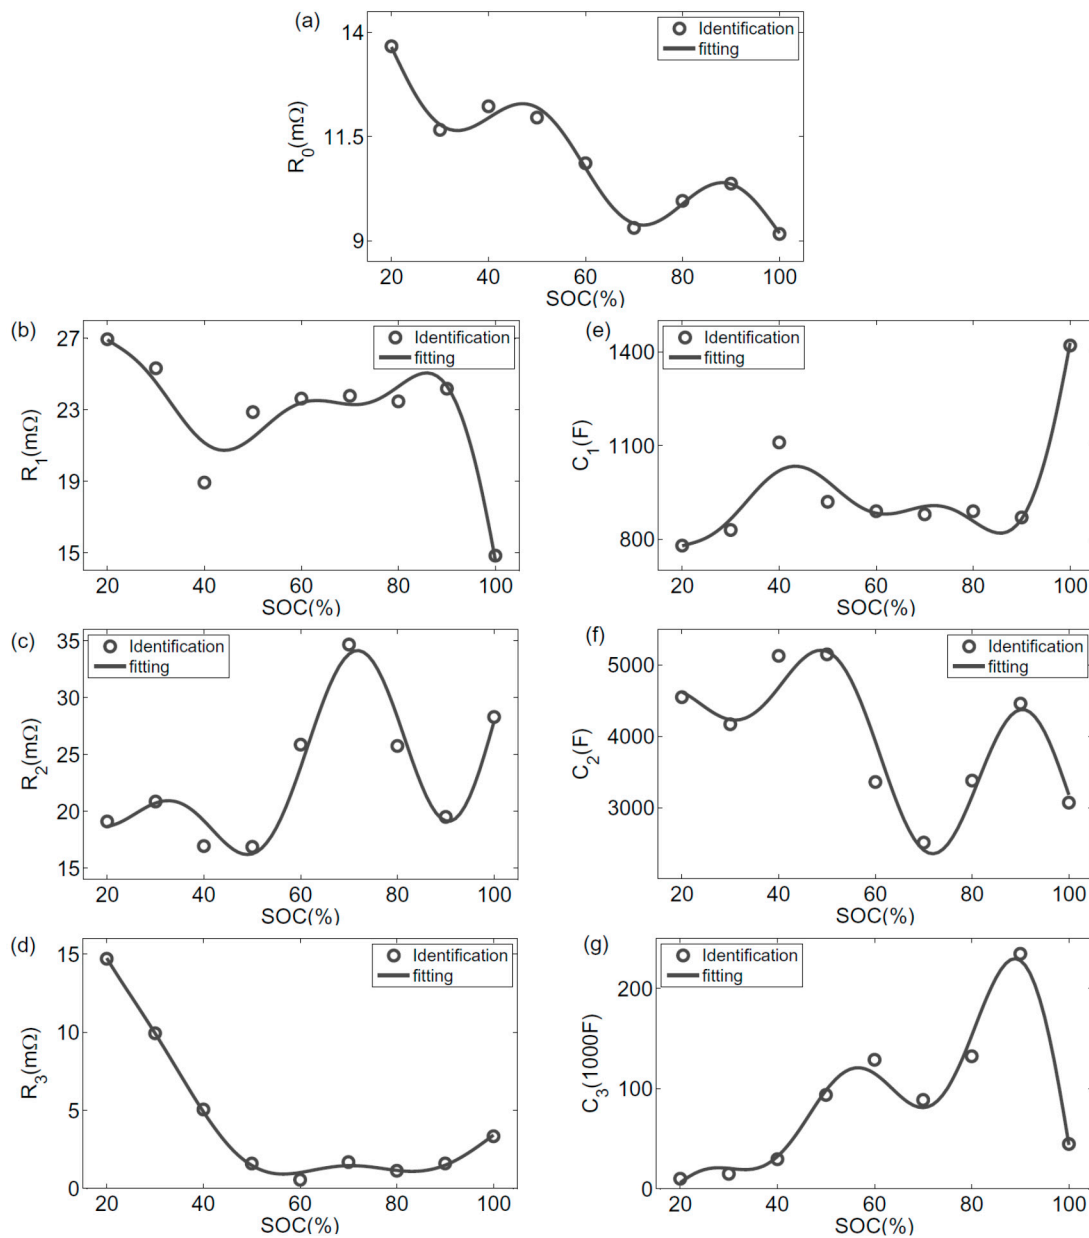 (a)
14
11.5
9
R0(mΩ)
Identification
fitting
20 40 60 80 100
SOC(%)
(b)
27
23
19
15
R1(mΩ)
Identification
fitting
20 40 60 80 100
SOC(%)
(e)
1400
1100
800
C1(F)
Identification
fitting
20 40 60 80 100
SOC(%)
(c)
35
30
25
20
15
R2(mΩ)
Identification
fitting
20 40 60 80 100
SOC(%)
(f)
5000
4000
3000
C2(F)
Identification
fitting
20 40 60 80 100
SOC(%)
(d)
15
10
5
0
R3(mΩ)
Identification
fitting
20 40 60 80 100
SOC(%)
(g)
200
100
0
C3(1000F)
Identification
fitting
20 40 60 80 100
SOC(%)